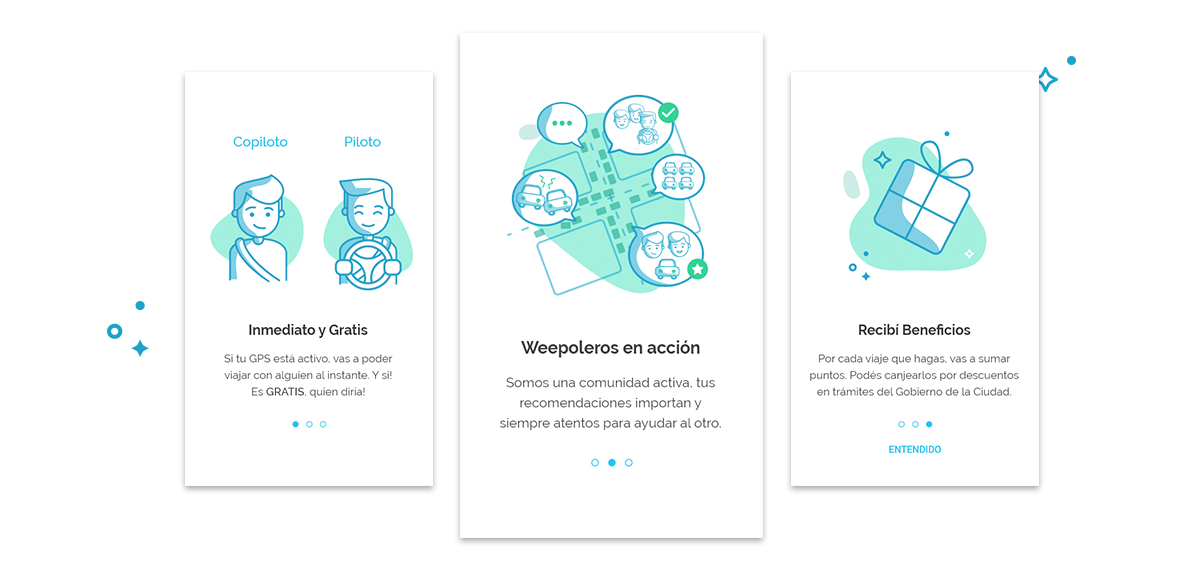 Copiloto
Piloto
Inmediato y Gratis
Si tu GPS está activo, vas a poder
viajar con alguien al instante. Y si!
Es GRATIS, quien diría!
Weepoleros en acción
Somos una comunidad activa, tus
recomendaciones importan y
siempre atentos para ayudar al otro.
Recibí Beneficios
Por cada viaje que hagas, vas a sumar
puntos. Podés canjearlos por descuentos
en trámites del Gobierno de la Ciudad.
ENTENDIDO